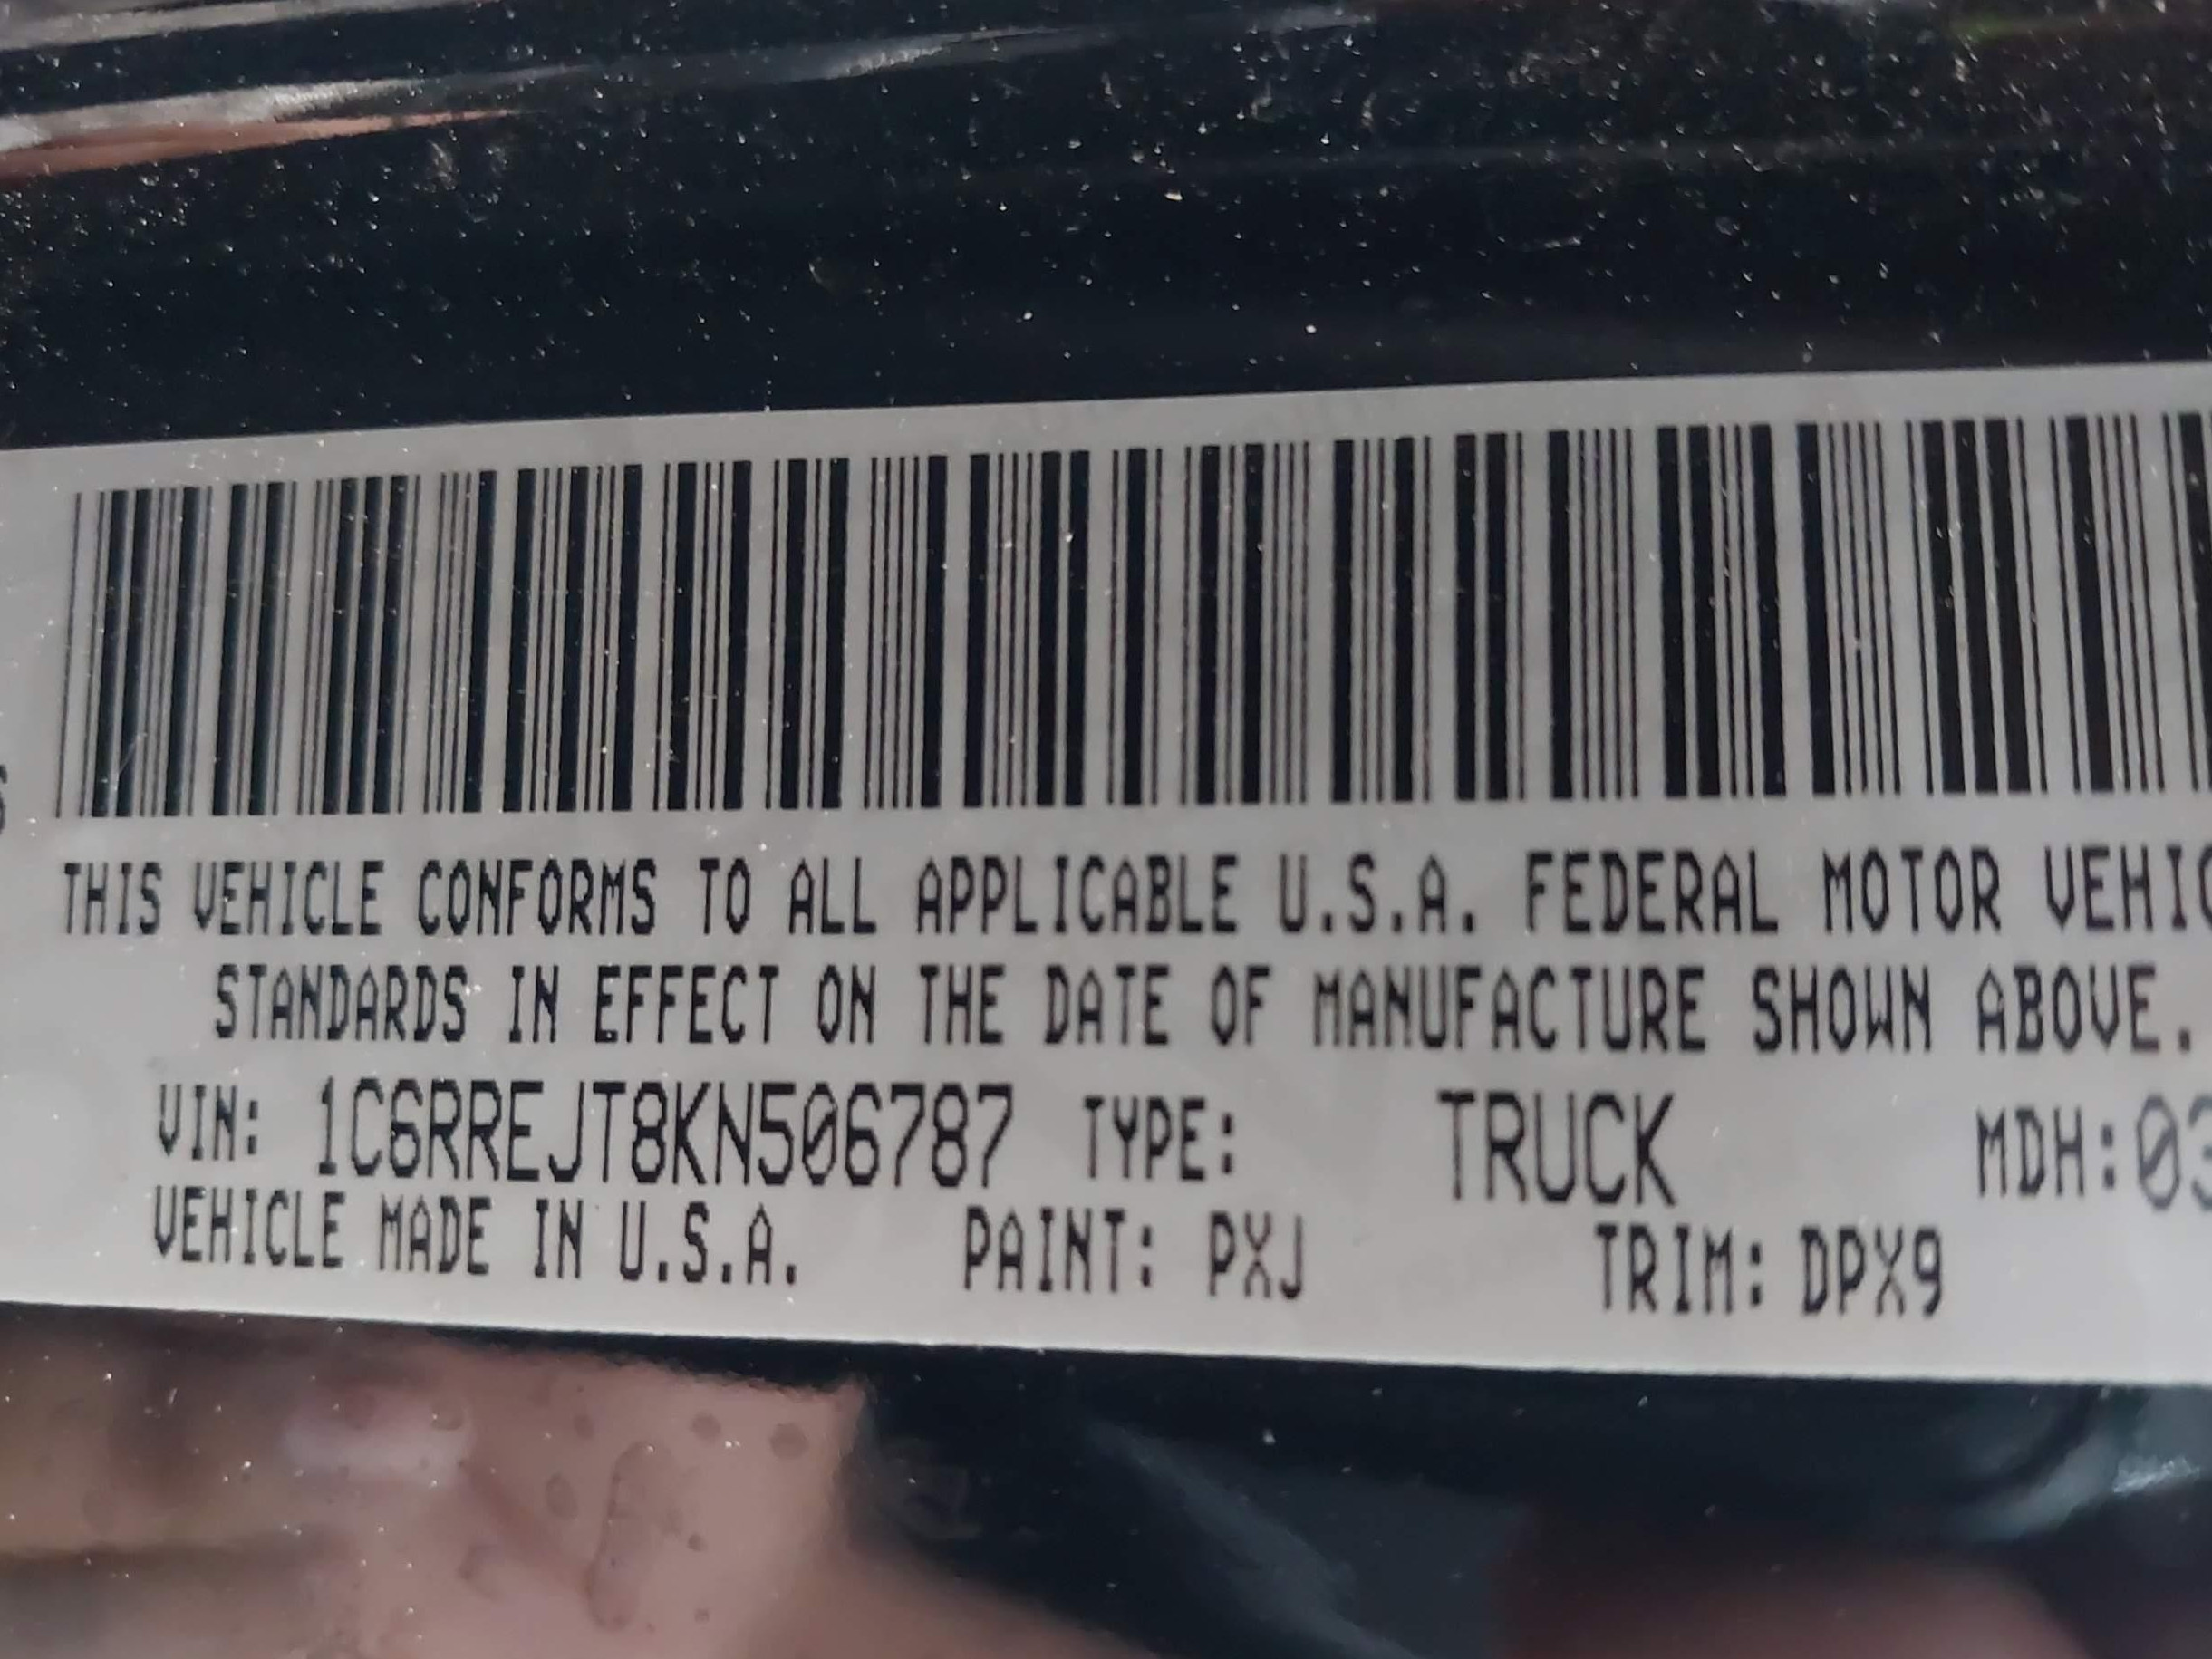 THIS VEHICLE CONFORMS TO ALL APPLICABLE U.S.A. FEDERAL MOTOR VEHIC
STANDARDS IN EFFECT ON THE DATE OF MANUFACTURE SHOWN ABOVE.
VIN: 1C6RREJT8KN506787 TYPE: TRUCK MDH:03
VEHICLE MADE IN U.S.A. PAINT: PXJ TRIM: DPX9